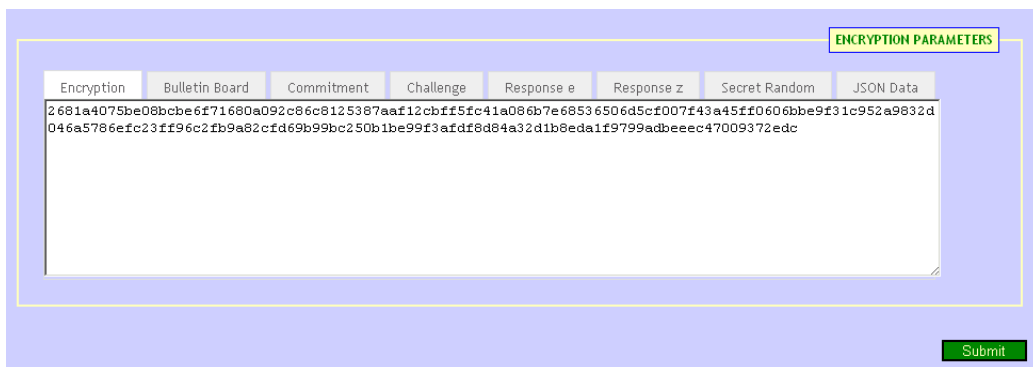 ENCRYPTION PARAMETERS
Encryption Bulletin Board Commitment Challenge Response e Response z Secret Random JSON Data
2681a4075be08bcbe6f71680a092c86c8125387aaf12cbff5fc41a086b7e68536506d5cf007f43a45ff0606bbe9f31c952a9832d
046a5786efc23ff96c2fb9a82cfd69b99bc250b1be99f3afdf8d84a32d1b8eda1f9799adbeeec47009372edc
Submit